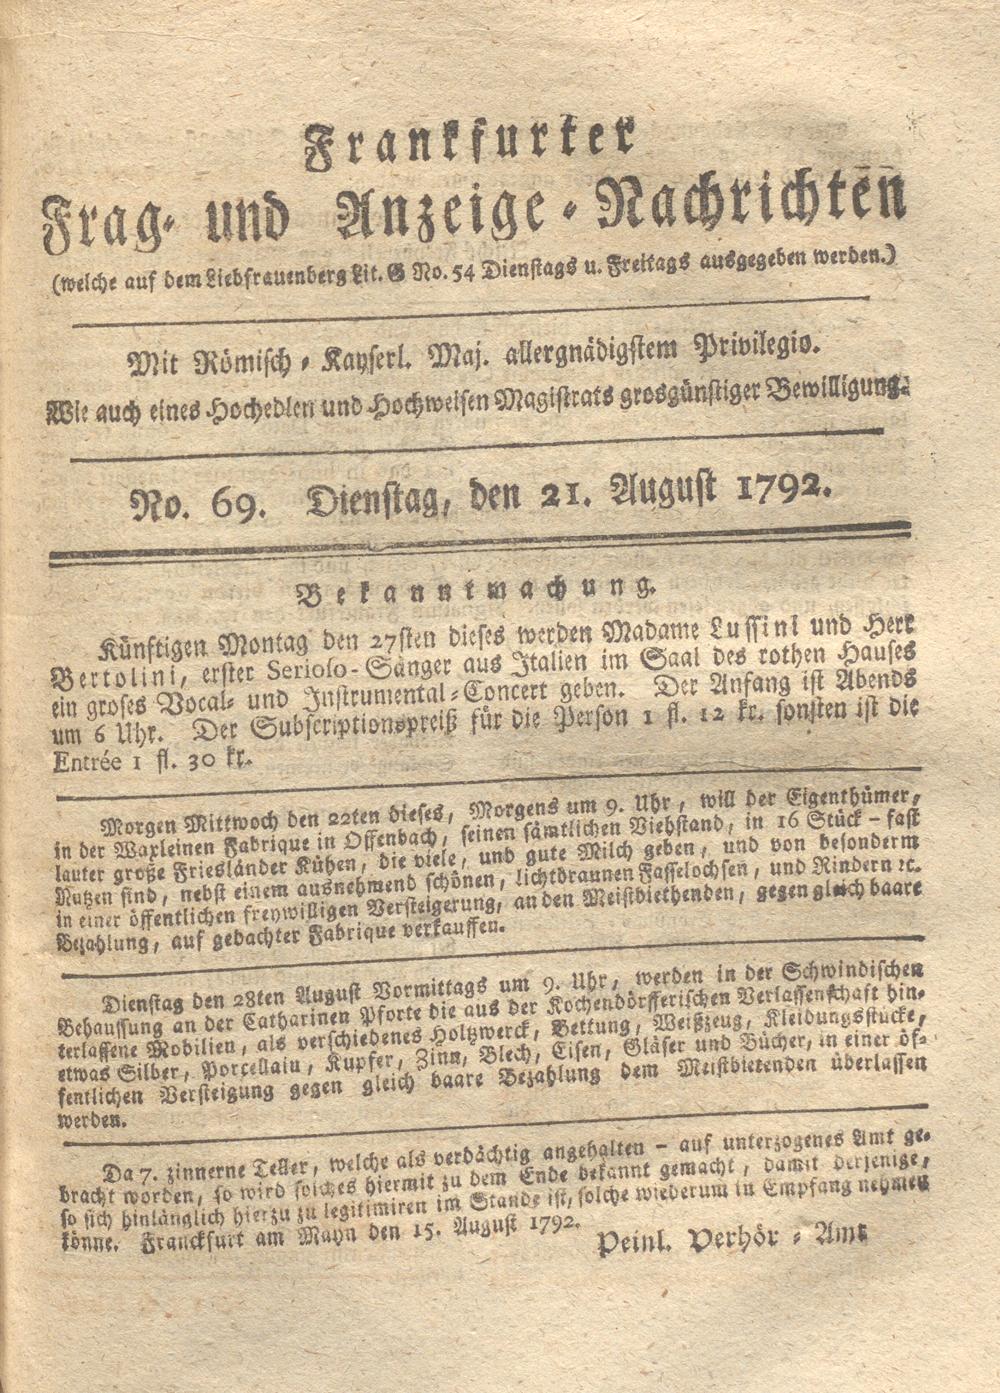 Frankfurter
Frag- und Anzeige-Nachrichten̅
(welche auf dem Liebfrauenberg Lit. G No. 54 Dienstags u. Freitags ausgegeben werden.)
Mit Römisch-Kayserl. Maj. allergnädigstem Privilegio.
Wie auch eines Hochedlen und Hochweisen Magistrats grosgünstiger Bewilligung.
No. 69. Dienstag, den 21. August 1792.
Bekanntmachung.
Künftigen Montag den 27sten dieses werden Madame Lussini und Herr
Bertolini, erster Serioso-Sänger aus Italien im Saal des rothen Hauses
ein groses Vocal- und Instrumental-Concert geben. Der Anfang ist Abends
um 6 Uhr. Der Subscriptionspreiß für die Person 1 fl. 12 kr. sonsten ist die
Entrée 1 fl. 30 kr.
Morgen Mittwoch den 22ten dieses, Morgens um 9. Uhr, will der Eigenthümer,
in der Waxleinen Fabrique in Offenbach, seinen sämtlichen Viehstand, in 16 Stück – fast
lauter große Friesländer Kühen, die viele, und gute Milch geben, und von besonderm
Nutzen sind, nebst einem ausnehmend schönen, lichtbraunen Fasselochsen, und Rindern ꝛc.
in einer öffentlichen freywilligen Versteigerung, an den Meistbiethenden, gegen gleich baare
Bezahlung, auf gedachter Fabrique verkauffen.
Dienstag den 28ten August Vormittags um 9. Uhr, werden in der Schwindischen
Behaussung an der Catharinen Pforte die aus der Kochendörfferischen Verlassenschaft hin-
terlassene Mobilien, als verschiedenes Holtzwerck, Bettung, Weißzeug, Kleidungsstücke,
etwas Silber, Porcellain, Kupfer, Zinn, Blech, Eisen, Gläser und Bücher, in einer öf-
fentlichen Versteigung gegen gleich baare Bezahlung dem Meistbietenden überlassen
werden.
Da 7. zinnerne Teller, welche als verdächtig angehalten – auf unterzogenes Amt ge-
bracht worden, so wird solches hiermit zu dem Ende bekannt gemacht, damit derjenige,
so sich hinlänglich hierzu zu legitimiren im Stande ist, solche wiederum in Empfang nehmen
könne. Franckfurt am Mayn den 15. August 1792.
Peinl. Verhör-Amt